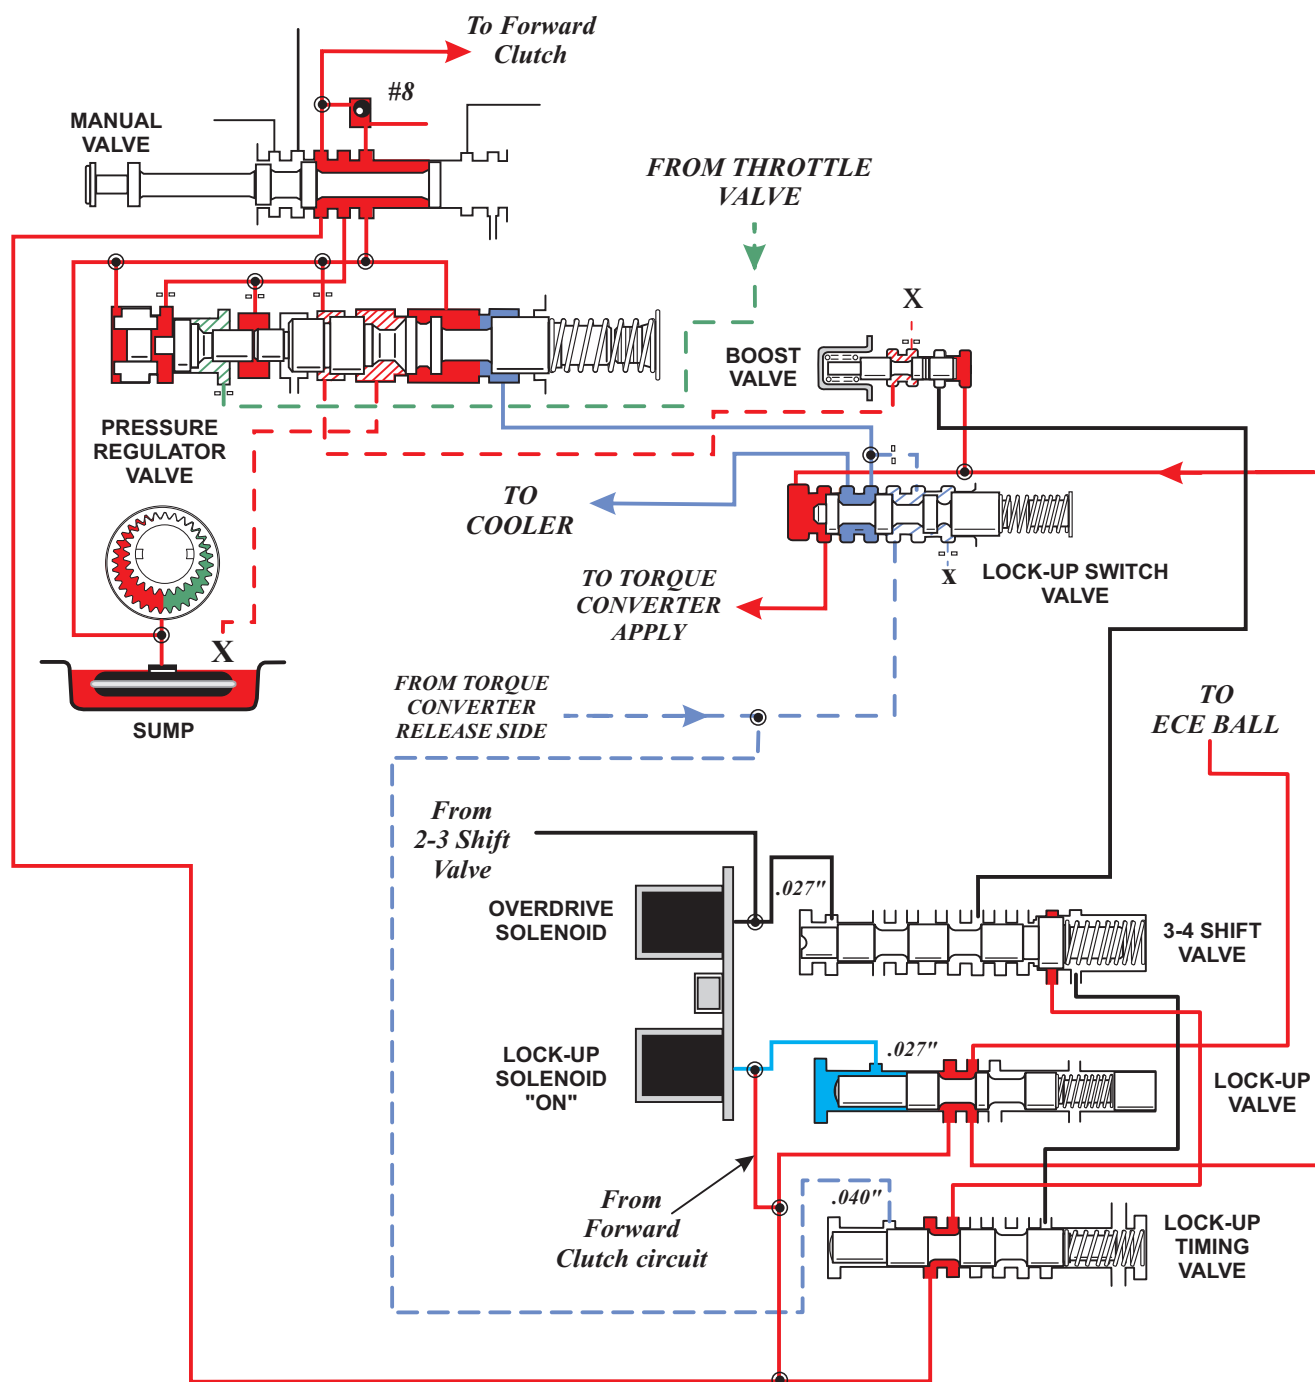 To Forward
Clutch
#8
MANUAL
VALVE
FROM THROTTLE
VALVE
X
BOOST
VALVE
PRESSURE
REGULATOR
VALVE
TO
COOLER
LOCK-UP SWITCH
VALVE
x
TO TORQUE
CONVERTER
APPLY
X
SUMP
FROM TORQUE
CONVERTER
RELEASE SIDE
TO
ECE BALL
From
2-3 Shift
Valve
.027"
OVERDRIVE
SOLENOID
3-4 SHIFT
VALVE
LOCK-UP
SOLENOID
"ON"
.027"
LOCK-UP
VALVE
From
Forward
Clutch circuit
.040"
LOCK-UP
TIMING
VALVE